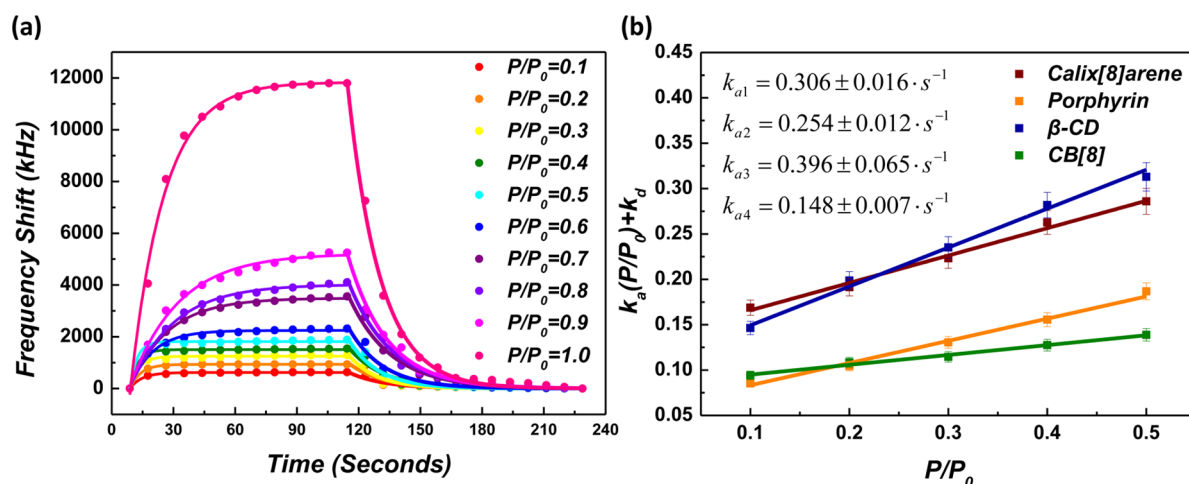 (a)
Frequency Shift (kHz)
12000
10000
8000
6000
4000
2000
0
0 30 60 90 120 150 180 210 240
Time (Seconds)
P/P0=0.1
P/P0=0.2
P/P0=0.3
P/P0=0.4
P/P0=0.5
P/P0=0.6
P/P0=0.7
P/P0=0.8
P/P0=0.9
P/P0=1.0
(b)
ka(P/P0)+kd
0.45
0.40
0.35
0.30
0.25
0.20
0.15
0.10
0.05
0.1 0.2 0.3 0.4 0.5
P/P0
ka1 = 0.306 ± 0.016 · s⁻¹
ka2 = 0.254 ± 0.012 · s⁻¹
ka3 = 0.396 ± 0.065 · s⁻¹
ka4 = 0.148 ± 0.007 · s⁻¹
Calix[8]arene
Porphyrin
β-CD
CB[8]